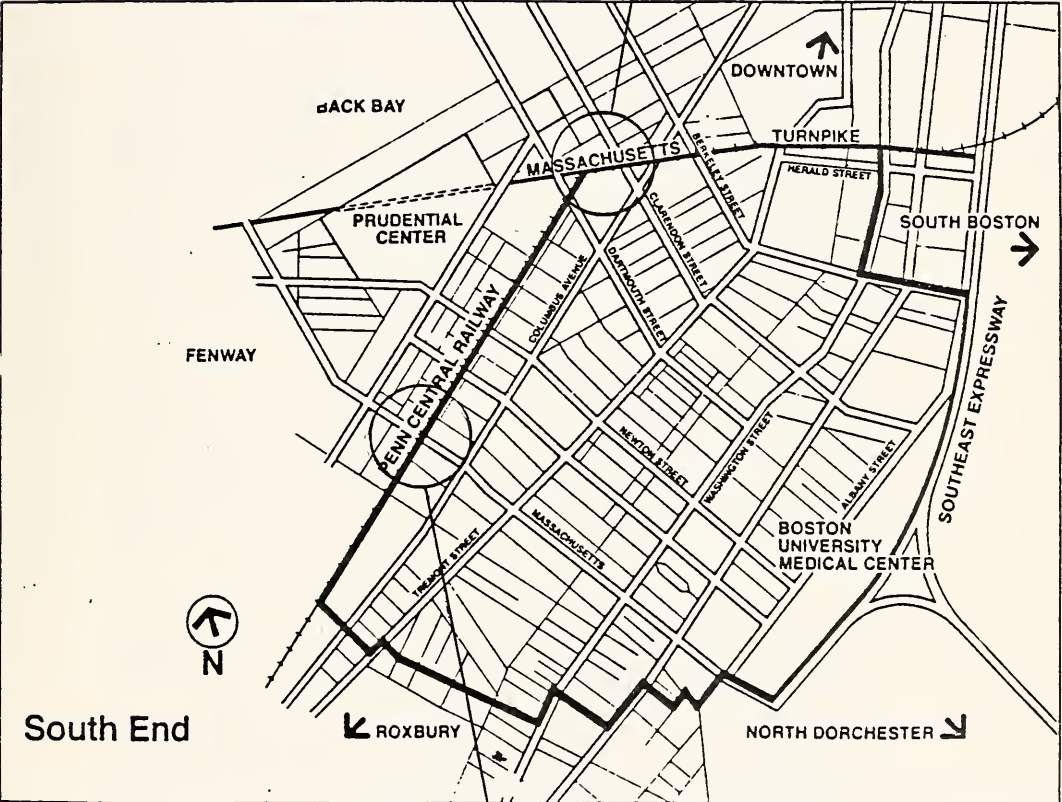 DOWNTOWN
BACK BAY
MASSACHUSETTS TURNPIKE
BERKELEY STREET
HERALD STREET
PRUDENTIAL
CENTER
CLARENDON STREET
SOUTH BOSTON
DARTMOUTH STREET
COLUMBUS AVENUE
PENN CENTRAL RAILWAY
FENWAY
SOUTHEAST EXPRESSWAY
NEWTON STREET
WASHINGTON STREET
ALBANY STREET
MASSACHUSETTS
BOSTON
UNIVERSITY
MEDICAL CENTER
TREMONT STREET
N
South End
ROXBURY
NORTH DORCHESTER